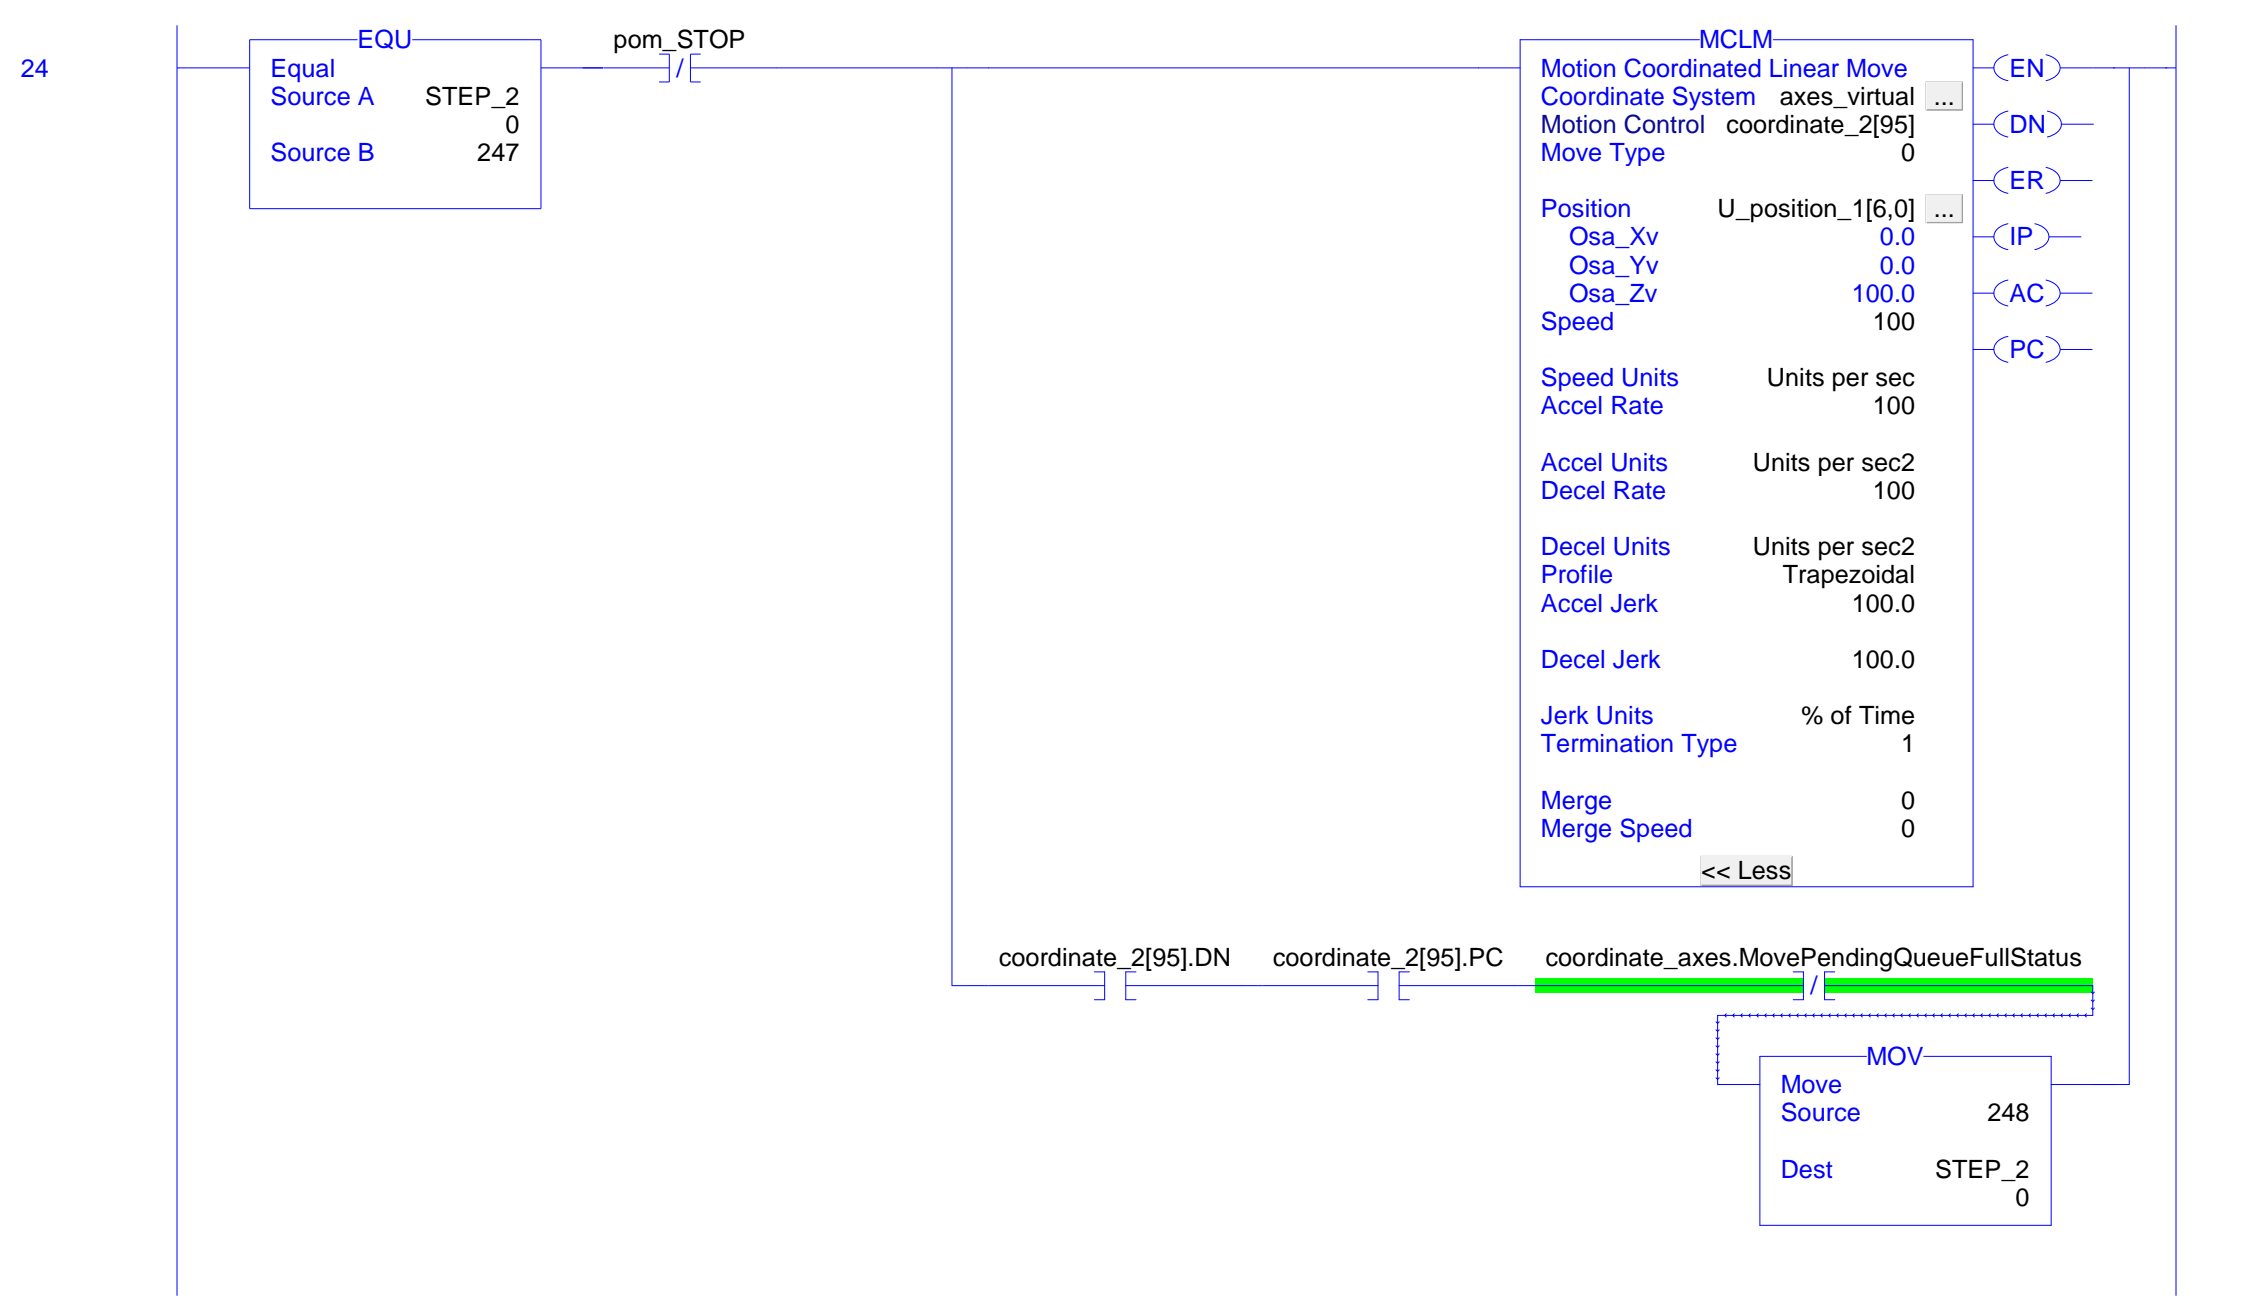 24
EQU
Equal
Source A STEP_2
0
Source B 247
pom_STOP
/
MCLM
Motion Coordinated Linear Move
Coordinate System axes_virtual ...
Motion Control coordinate_2[95]
Move Type 0
Position U_position_1[6,0] ...
Osa_Xv 0.0
Osa_Yv 0.0
Osa_Zv 100.0
Speed 100
Speed Units Units per sec
Accel Rate 100
Accel Units Units per sec2
Decel Rate 100
Decel Units Units per sec2
Profile Trapezoidal
Accel Jerk 100.0
Decel Jerk 100.0
Jerk Units % of Time
Termination Type 1
Merge 0
Merge Speed 0
<< Less
EN
DN
ER
IP
AC
PC
coordinate_2[95].DN
coordinate_2[95].PC
coordinate_axes.MovePendingQueueFullStatus
/
MOV
Move
Source 248
Dest STEP_2
0